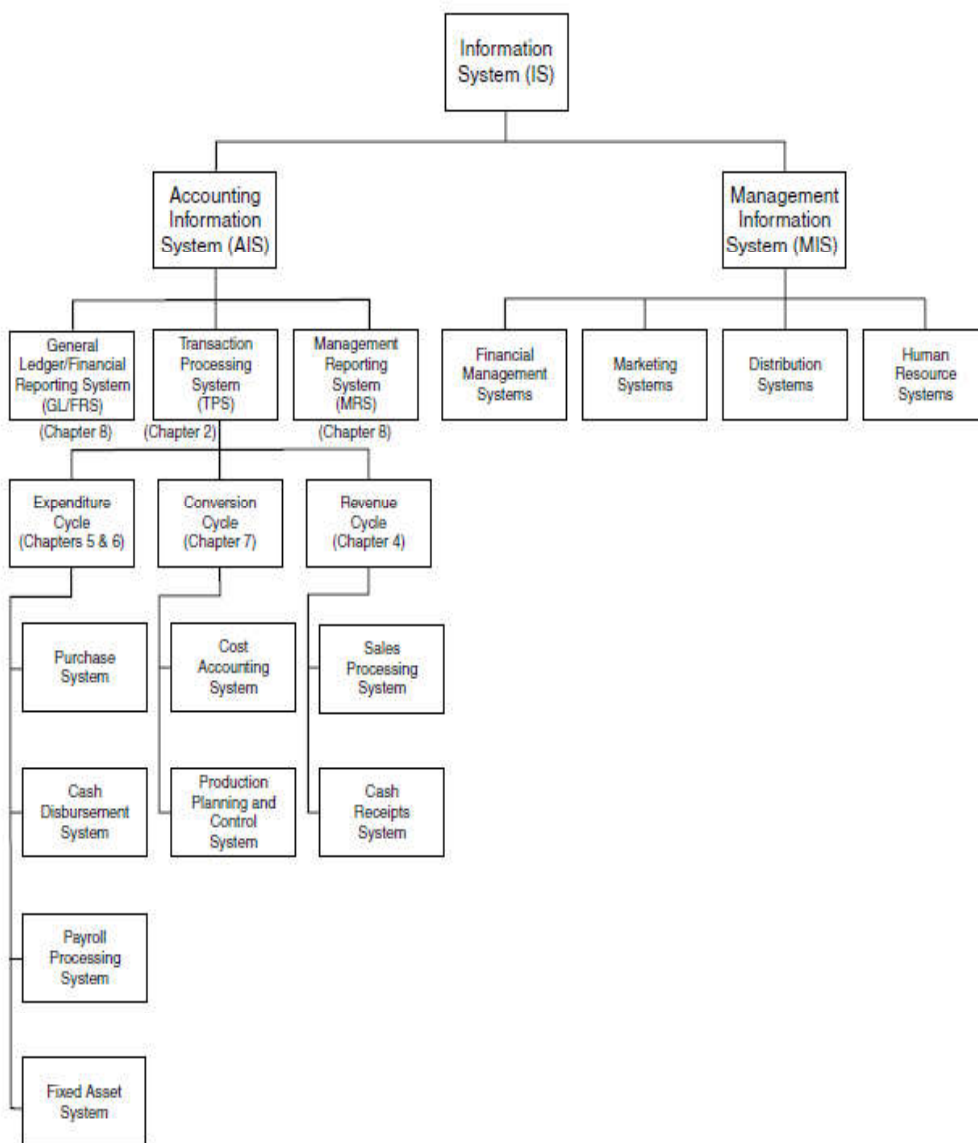 Information
System (IS)
Accounting
Information
System (AIS)
Management
Information
System (MIS)
General
Ledger/Financial
Reporting System
(GL/FRS)
(Chapter 8)
Transaction
Processing
System
(TPS)
(Chapter 2)
Management
Reporting
System
(MRS)
(Chapter 8)
Financial
Management
Systems
Marketing
Systems
Distribution
Systems
Human
Resource
Systems
Expenditure
Cycle
(Chapters 5 & 6)
Conversion
Cycle
(Chapter 7)
Revenue
Cycle
(Chapter 4)
Purchase
System
Cost
Accounting
System
Sales
Processing
System
Cash
Disbursement
System
Production
Planning and
Control
System
Cash
Receipts
System
Payroll
Processing
System
Fixed Asset
System